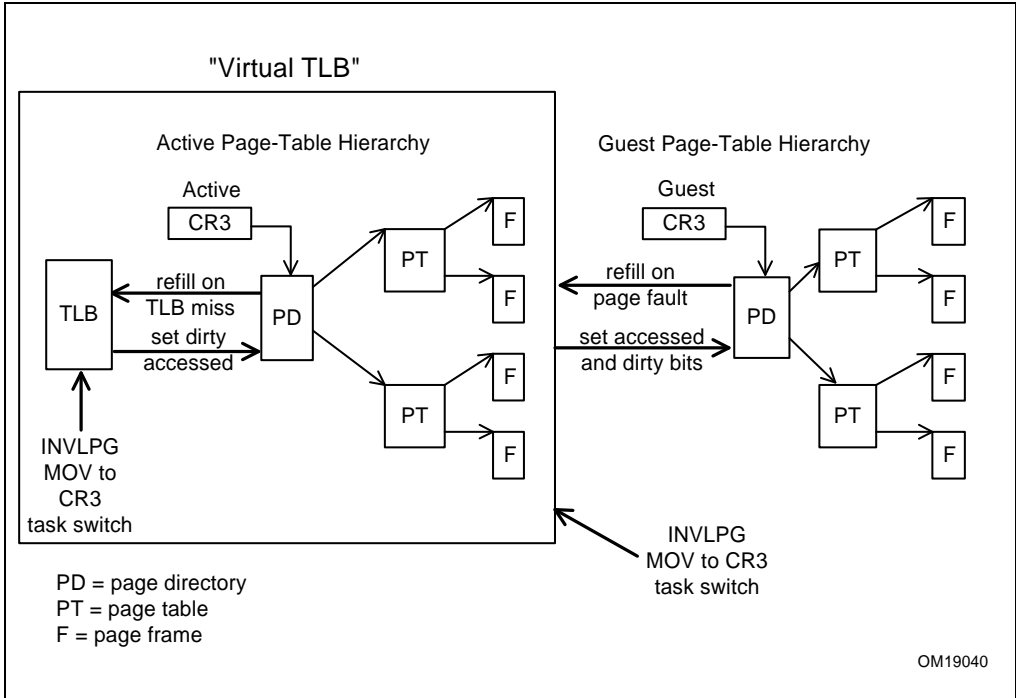 "Virtual TLB"
Active Page-Table Hierarchy
Guest Page-Table Hierarchy
Active
CR3
Guest
CR3
F
F
PT
PT
F
F
TLB
refill on
TLB miss
set dirty
accessed
PD
refill on
page fault
set accessed
and dirty bits
PD
F
F
PT
PT
F
F
INVLPG
MOV to
CR3
task switch
INVLPG
MOV to CR3
task switch
PD = page directory
PT = page table
F = page frame
OM19040